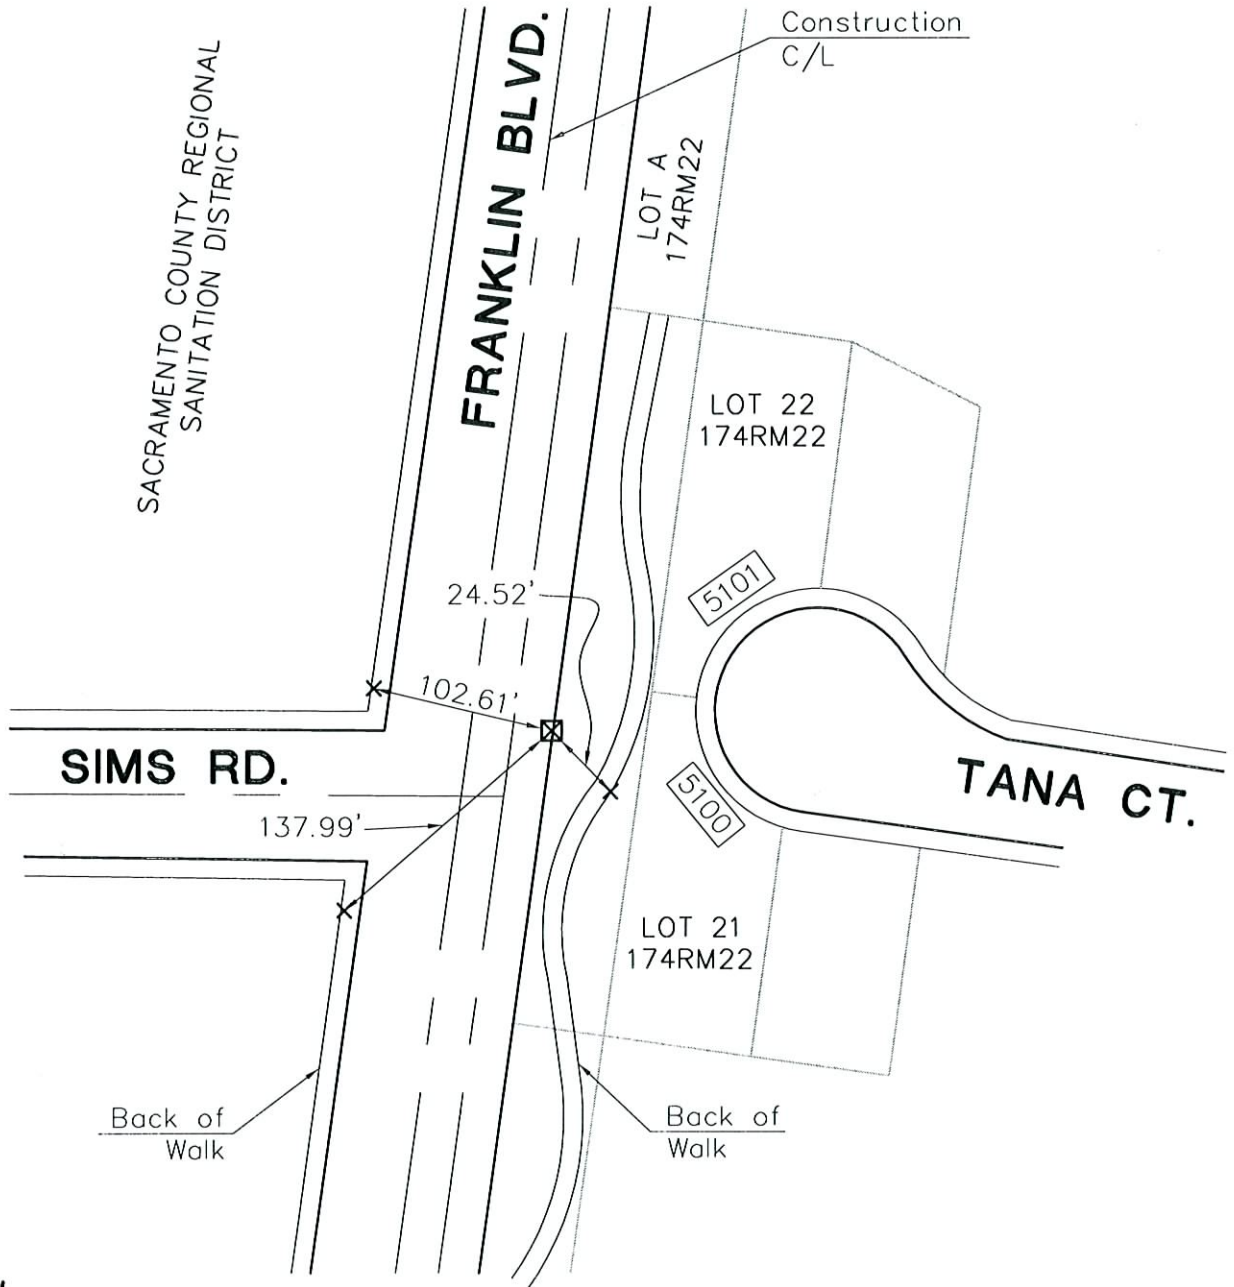 Construction
C/L
SACRAMENTO COUNTY REGIONAL
SANITATION DISTRICT
FRANKLIN BLVD.
LOT A
174RM22
LOT 22
174RM22
5101
24.52'
102.61'
SIMS RD.
TANA CT.
5100
137.99'
LOT 21
174RM22
Back of
Walk
Back of
Walk